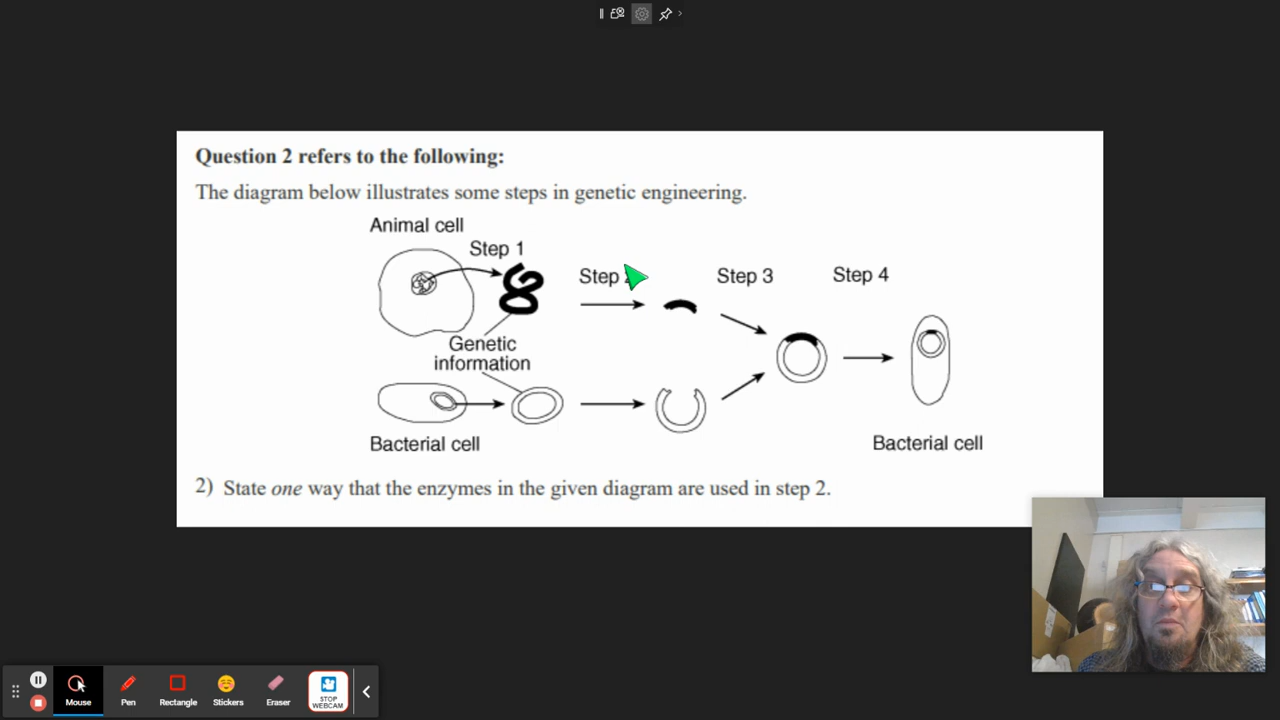 Question 2 refers to the following:
The diagram below illustrates some steps in genetic engineering.
Animal cell
Step 1
Step
Step 3
Step 4
Genetic
information
Bacterial cell
Bacterial cell
2) State one way that the enzymes in the given diagram are used in step 2.
Mouse
Pen
Rectangle
Stickers
Eraser
STOP
WEBCAM